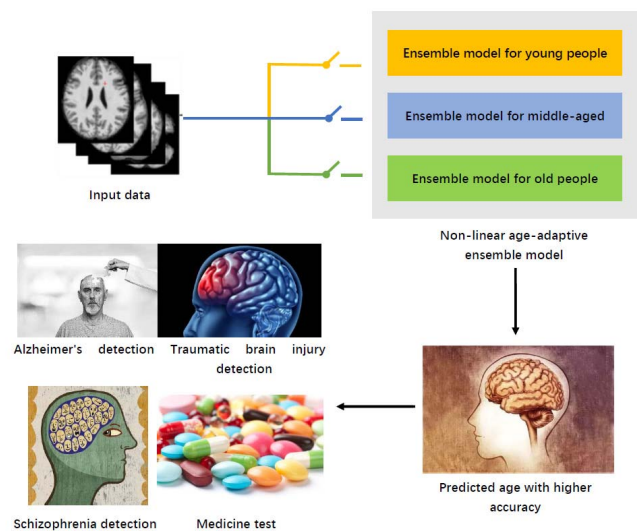 Ensemble model for young people
Ensemble model for middle-aged
Ensemble model for old people
Input data
Non-linear age-adaptive
ensemble model
Alzheimer's detection
Traumatic brain injury
detection
Predicted age with higher
accuracy
Schizophrenia detection
Medicine test